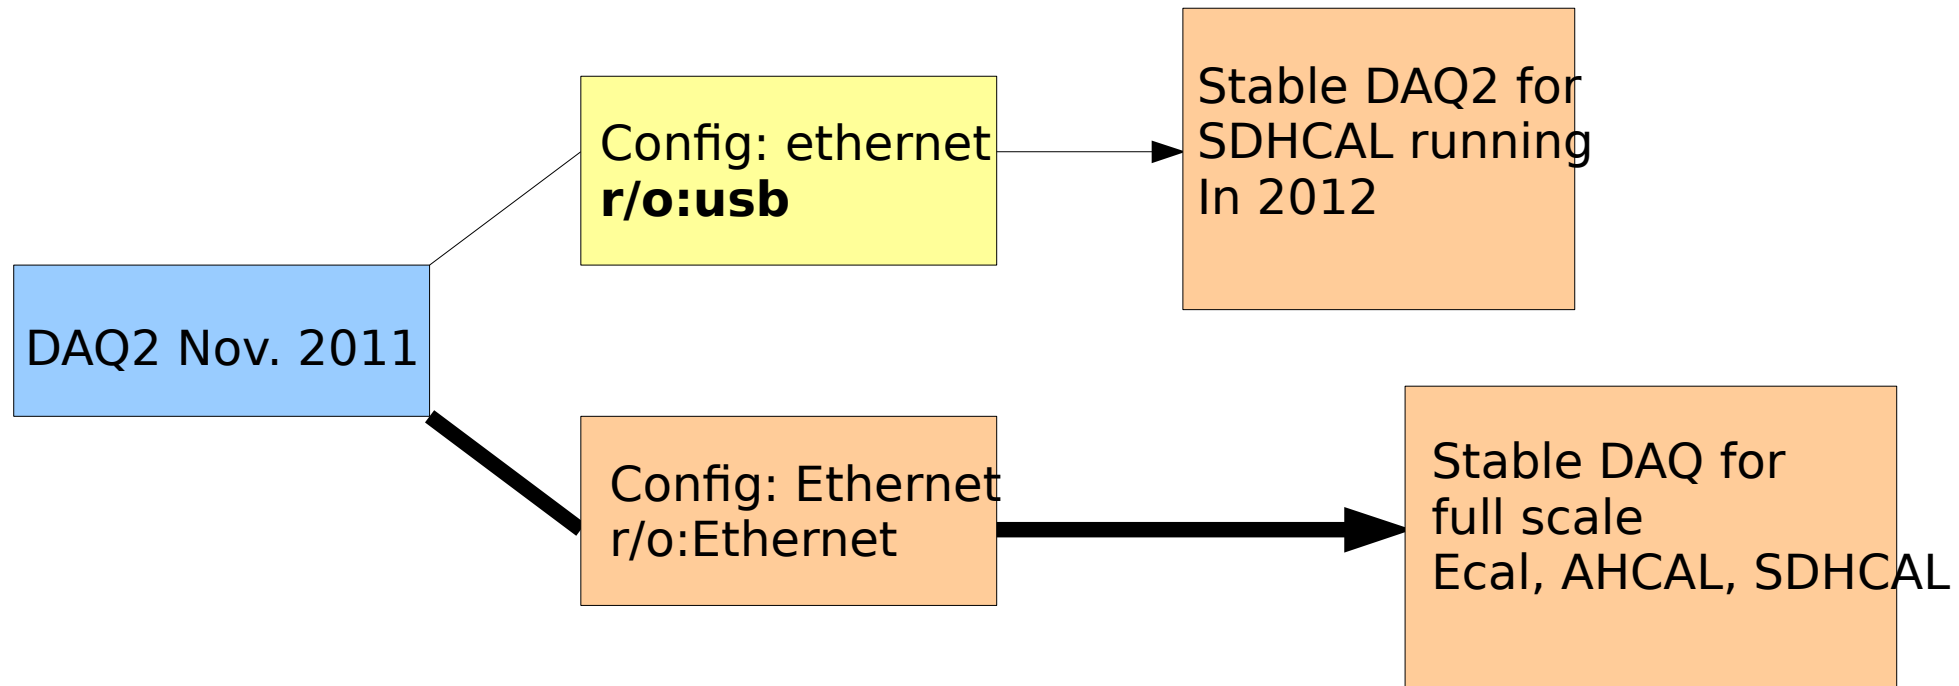 DAQ2 Nov. 2011
Config: ethernet
r/o:usb
Stable DAQ2 for
SDHCAL running
In 2012
Config: Ethernet
r/o:Ethernet
Stable DAQ for
full scale
Ecal, AHCAL, SDHCAL